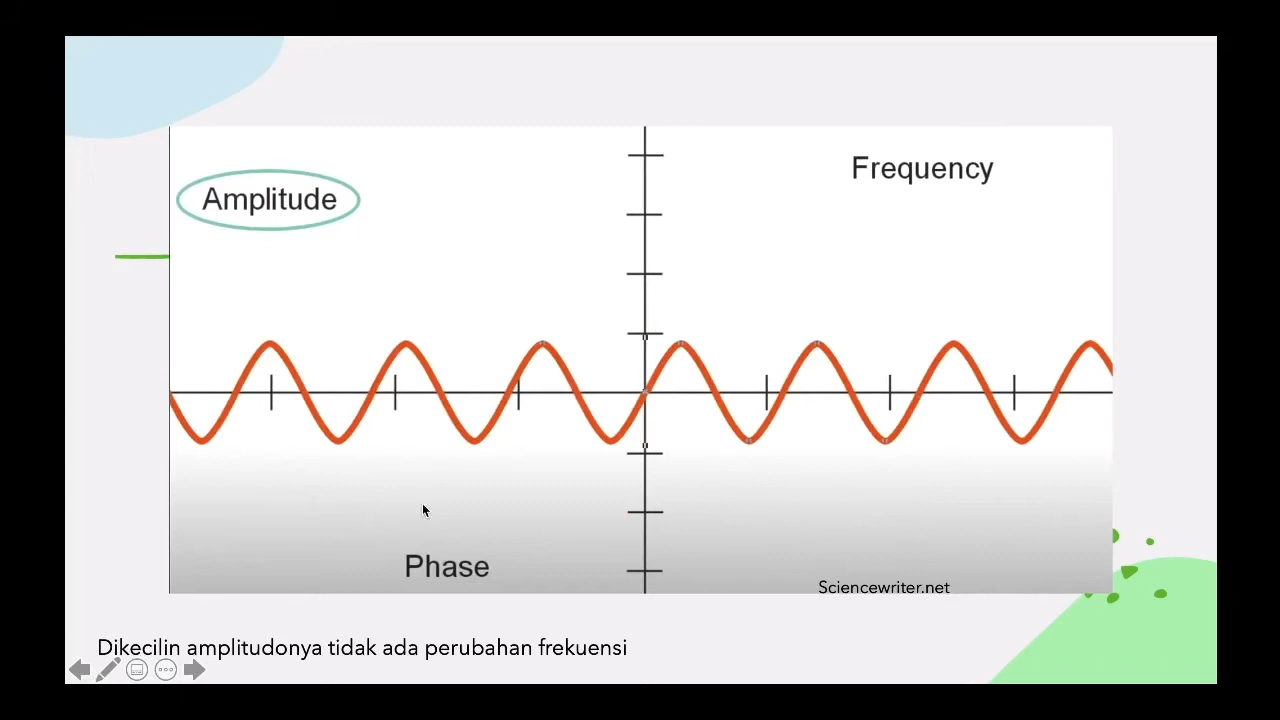 Frequency
Amplitude
Phase
Sciencewriter.net
Dikecilin amplitudonya tidak ada perubahan frekuensi